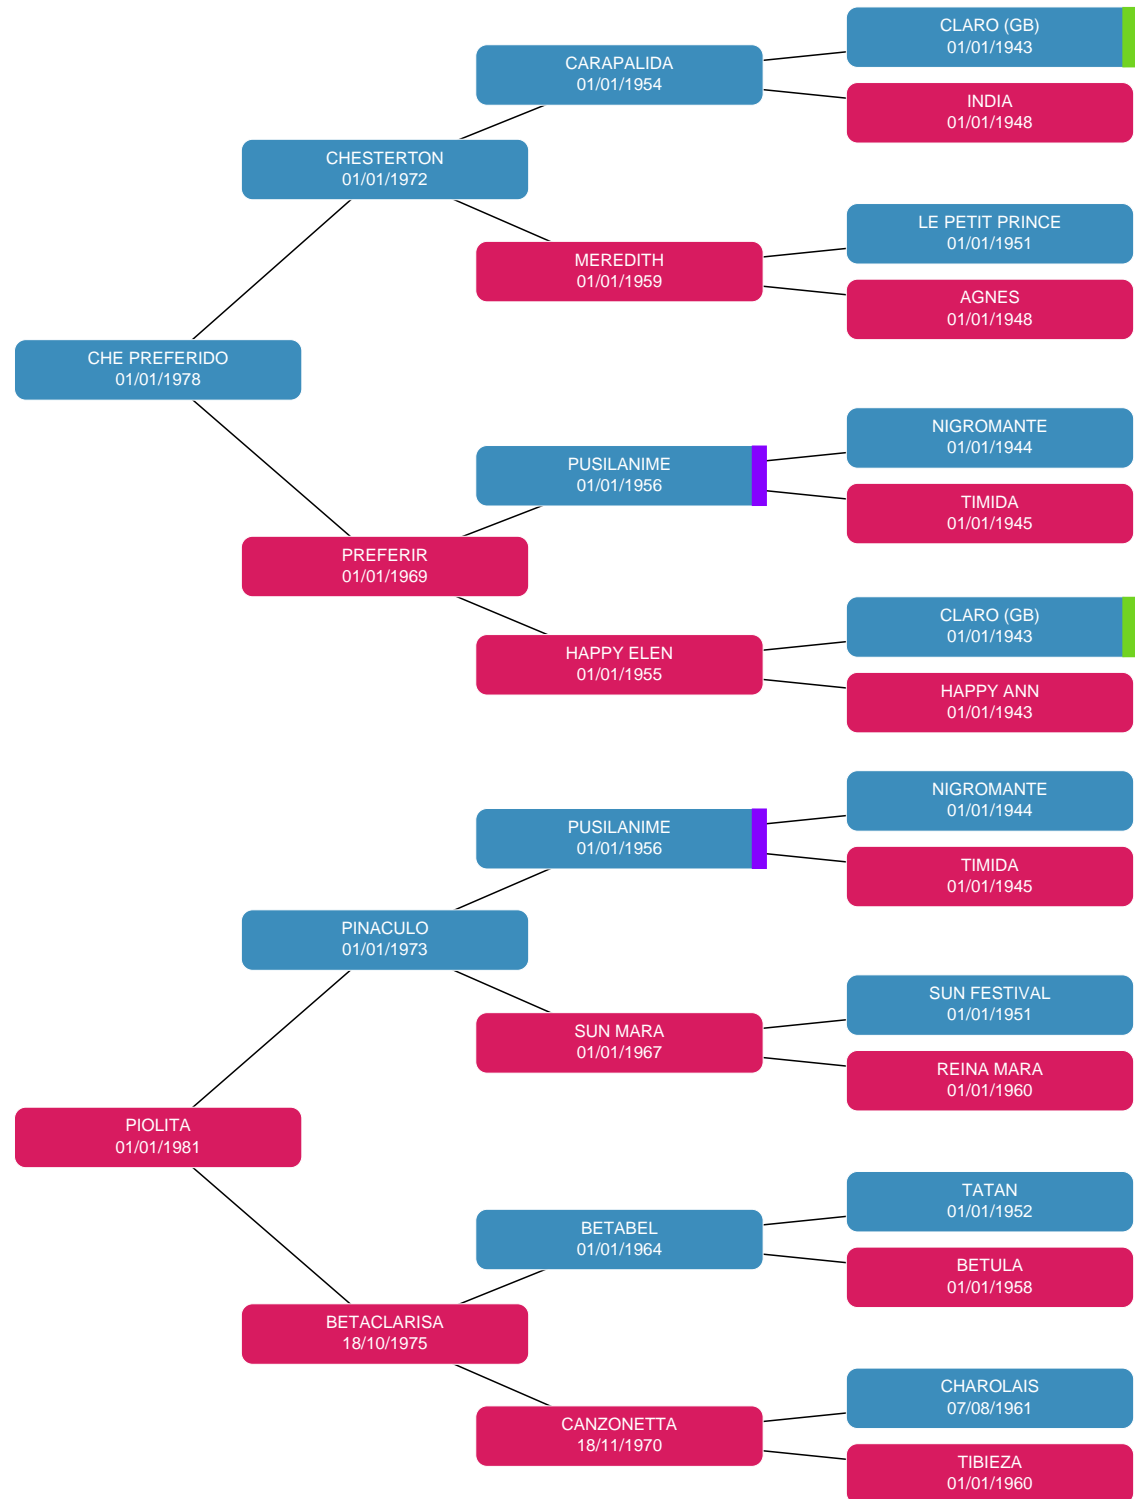 CLARO (GB)
01/01/1943
CARAPALIDA
01/01/1954
INDIA
01/01/1948
CHESTERTON
01/01/1972
LE PETIT PRINCE
01/01/1951
MEREDITH
01/01/1959
AGNES
01/01/1948
CHE PREFERIDO
01/01/1978
NIGROMANTE
01/01/1944
PUSILANIME
01/01/1956
TIMIDA
01/01/1945
PREFERIR
01/01/1969
CLARO (GB)
01/01/1943
HAPPY ELEN
01/01/1955
HAPPY ANN
01/01/1943
NIGROMANTE
01/01/1944
PUSILANIME
01/01/1956
TIMIDA
01/01/1945
PINACULO
01/01/1973
SUN FESTIVAL
01/01/1951
SUN MARA
01/01/1967
REINA MARA
01/01/1960
PIOLITA
01/01/1981
TATAN
01/01/1952
BETABEL
01/01/1964
BETULA
01/01/1958
BETACLARISA
18/10/1975
CHAROLAIS
07/08/1961
CANZONETTA
18/11/1970
TIBIEZA
01/01/1960